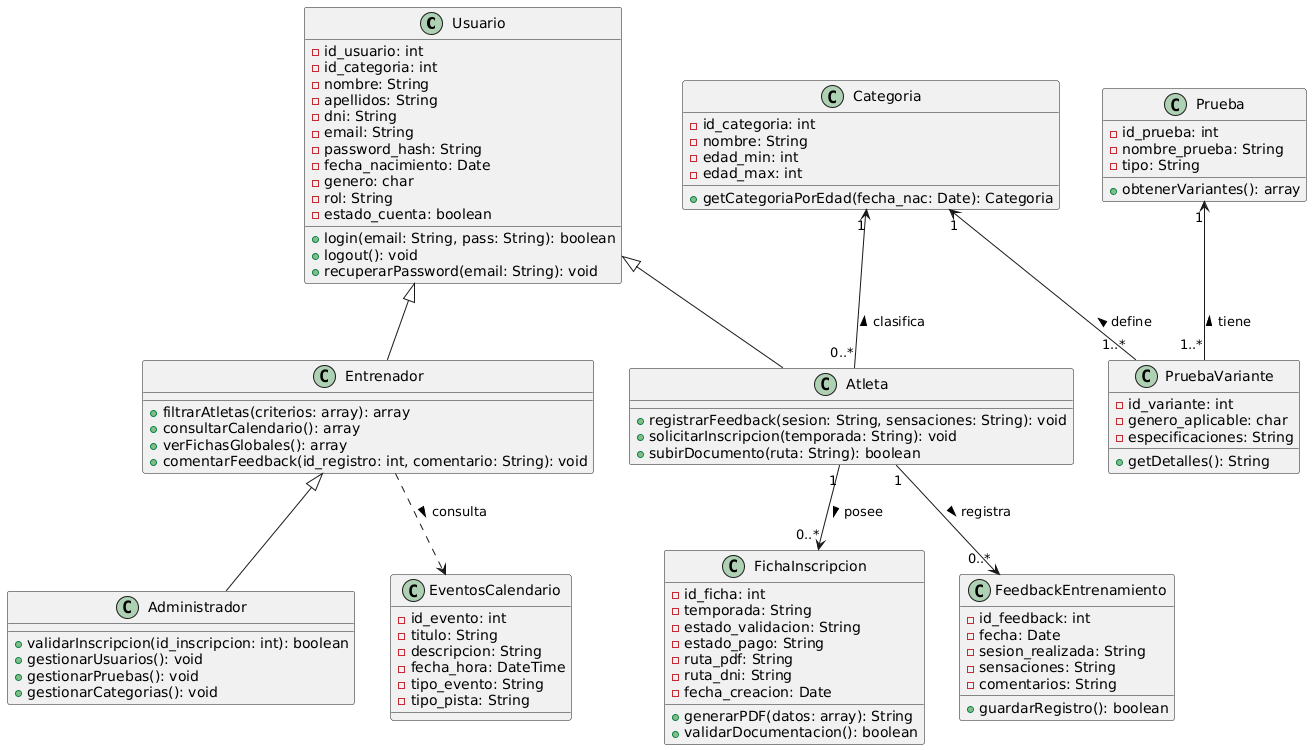 C Usuario
id_usuario: int
id_categoria: int
nombre: String
apellidos: String
dni: String
email: String
password_hash: String
fecha_nacimiento: Date
genero: char
rol: String
estado_cuenta: boolean
login(email: String, pass: String): boolean
logout(): void
recuperarPassword(email: String): void
C Categoria
id_categoria: int
nombre: String
edad_min: int
edad_max: int
getCategoriaPorEdad(fecha_nac: Date): Categoria
C Prueba
id_prueba: int
nombre_prueba: String
tipo: String
obtenerVariantes(): array
1
1
1
clasifica
define
tiene
0..*
1..*
1..*
C Entrenador
filtrarAtletas(criterios: array): array
consultarCalendario(): array
verFichasGlobales(): array
comentarFeedback(id_registro: int, comentario: String): void
C Atleta
registrarFeedback(sesion: String, sensaciones: String): void
solicitarInscripcion(temporada: String): void
subirDocumento(ruta: String): boolean
C PruebaVariante
id_variante: int
genero_aplicable: char
especificaciones: String
getDetalles(): String
consulta
1
posee
0..*
1
registra
0..*
C Administrador
validarInscripcion(id_inscripcion: int): boolean
gestionarUsuarios(): void
gestionarPruebas(): void
gestionarCategorias(): void
C EventosCalendario
id_evento: int
titulo: String
descripcion: String
fecha_hora: DateTime
tipo_evento: String
tipo_pista: String
C FichaInscripcion
id_ficha: int
temporada: String
estado_validacion: String
estado_pago: String
ruta_pdf: String
ruta_dni: String
fecha_creacion: Date
generarPDF(datos: array): String
validarDocumentacion(): boolean
C FeedbackEntrenamiento
id_feedback: int
fecha: Date
sesion_realizada: String
sensaciones: String
comentarios: String
guardarRegistro(): boolean